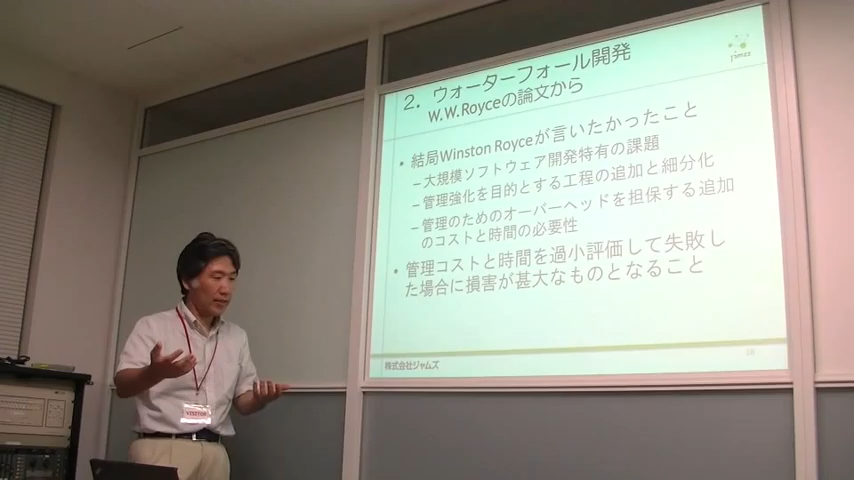 2. ウォーターフォール開発
W.W.Royceの論文から
jamzz
• 結局Winston Royceが言いたかったこと
– 大規模ソフトウェア開発特有の課題
– 管理強化を目的とする工程の追加と細分化
– 管理のためのオーバーヘッドを担保する追加
のコストと時間の必要性
• 管理コストと時間を過小評価して失敗し
た場合に損害が甚大なものとなること
株式会社ジャムズ
28
VISITOR